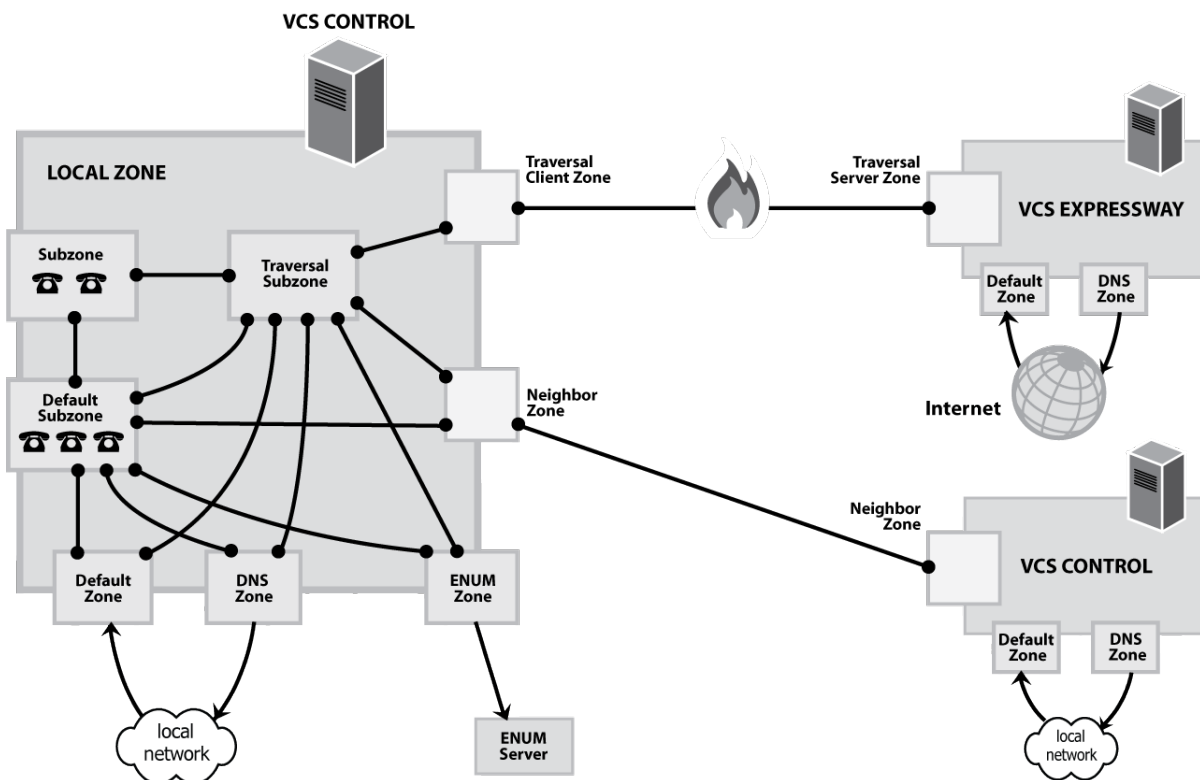 VCS CONTROL
LOCAL ZONE
Traversal
Client Zone
Traversal
Server Zone
VCS EXPRESSWAY
Subzone
Traversal
Subzone
Default
Zone
DNS
Zone
Internet
Default
Subzone
Neighbor
Zone
Neighbor
Zone
VCS CONTROL
Default
Zone
DNS
Zone
ENUM
Zone
Default
Zone
DNS
Zone
local
network
ENUM
Server
local
network